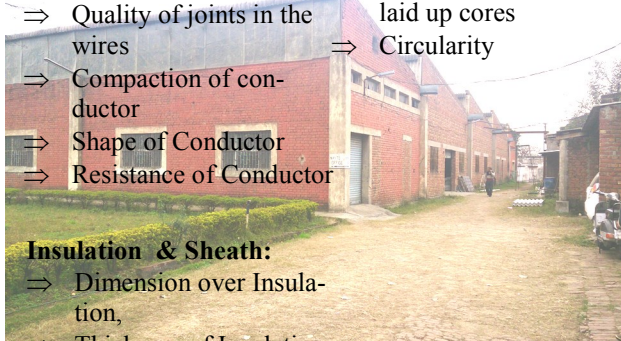 ⇒ Quality of joints in the
wires
⇒ Compaction of con-
ductor
⇒ Shape of Conductor
⇒ Resistance of Conductor
Insulation & Sheath:
⇒ Dimension over Insula-
tion,
laid up cores
⇒ Circularity